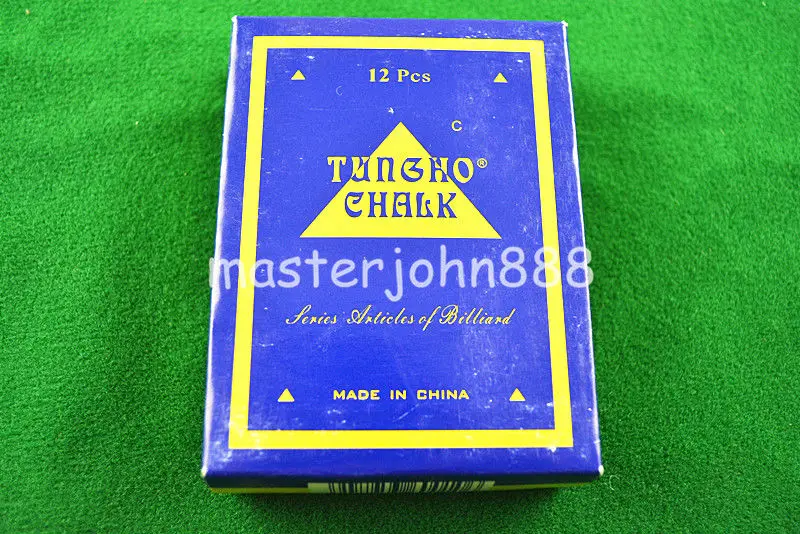 12 Pcs
C
TUNGHO®
CHALK
masterjohn888
Series Articles of Billiard
MADE IN CHINA